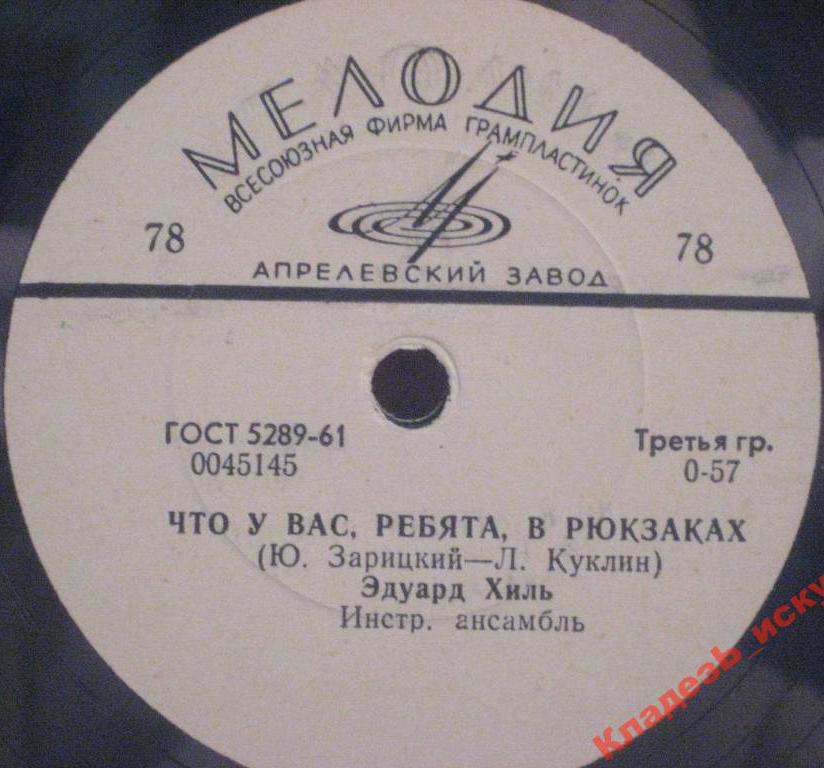 МЕЛОДИЯ
ВСЕСОЮЗНАЯ ФИРМА ГРАМПЛАСТИНОК
78 78
АПРЕЛЕВСКИЙ ЗАВОД
ГОСТ 5289-61 Третья гр.
0045145 0-57
ЧТО У ВАС, РЕБЯТА, В РЮКЗАКАХ
(Ю. Зарицкий—Л. Куклин)
Эдуард Хиль
Инстр. ансамбль
Кладезь_иску